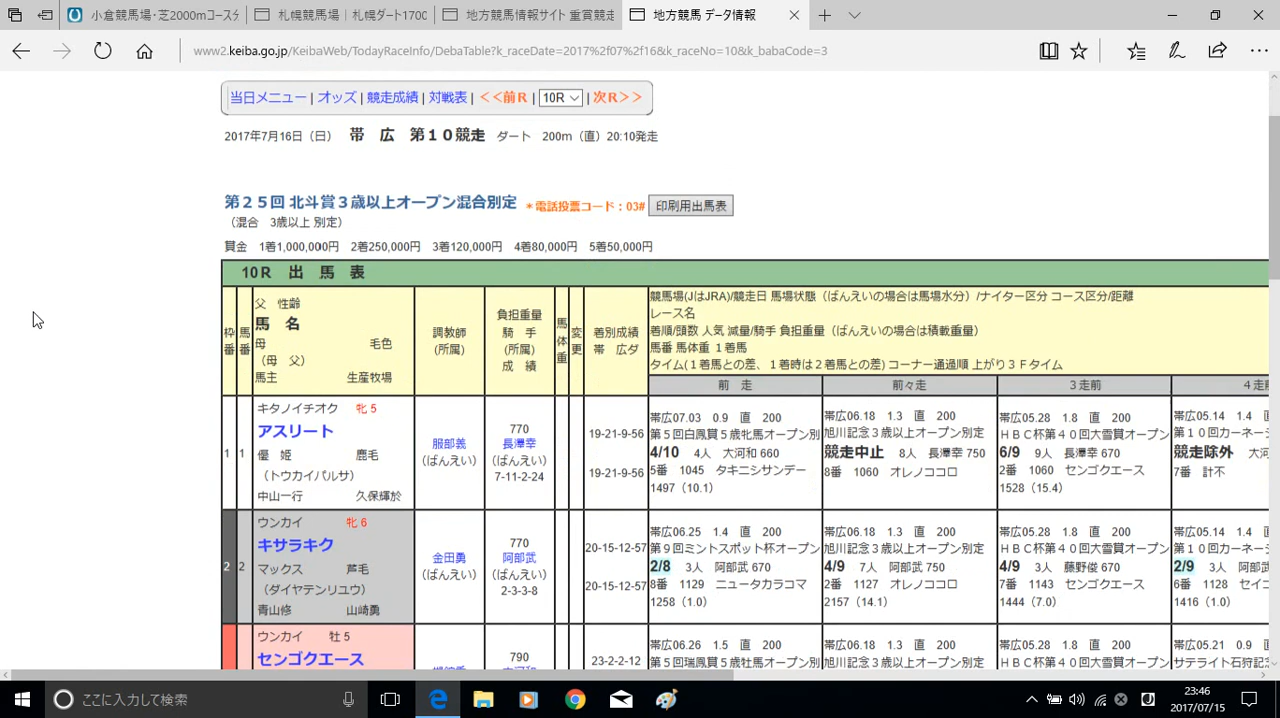 小倉競馬場・芝2000mコースク
札幌競馬場｜札幌ダート1700
地方競馬情報サイト 重賞競走
地方競馬 データ情報
www2.keiba.go.jp/KeibaWeb/TodayRaceInfo/DebaTable?k_raceDate=2017%2f07%2f16&k_raceNo=10&k_babaCode=3
当日メニュー | オッズ | 競走成績 | 対戦表 | <<前R | 10R | 次R>>
2017年7月16日（日） 帯 広 第１０競走 ダート 200m（直）20:10発走
第２５回 北斗賞３歳以上オープン混合別定 ＊電話投票コード：03# 印刷用出馬表
（混合 3歳以上 別定）
賞金 1着1,000,000円 2着250,000円 3着120,000円 4着80,000円 5着50,000円
10R 出 馬 表
枠番
馬番
父 性齢
馬 名
母 毛色
（母 父）
馬主 生産牧場
調教師
（所属）
負担重量
騎 手
（所属）
成 績
馬体重
変更
着別成績
帯 広ダ
競馬場(JはJRA)/競走日 馬場状態（ばんえいの場合は馬場水分）/ナイター区分 コース区分/距離
レース名
着順/頭数 人気 減量/騎手 負担重量（ばんえいの場合は積載重量）
馬番 馬体重 １着馬
タイム(１着馬との差、１着時は２着馬との差) コーナー通過順 上がり３Ｆタイム
前 走 前々走 3走前 4走前
1 1
キタノイチオク 牝 5
アスリート
優 姫 鹿毛
（トウカイパルサ）
中山一行 久保輝於
服部義
（ばんえい）
770
長澤幸
（ばんえい）
7-11-2-24
19-21-9-56
19-21-9-56
帯広07.03 0.9 直 200
第５回白鳳賞５歳牝馬オープン別
4/10 4人 大河和 660
5番 1045 タキニシサンデー
1497（10.1）
帯広06.18 1.3 直 200
旭川記念３歳以上オープン別定
競走中止 8人 長澤幸 750
8番 1060 オレノココロ
帯広05.28 1.8 直 200
ＨＢＣ杯第４０回大雪賞オープン
6/9 9人 長澤幸 670
2番 1060 センゴクエース
1528（15.4）
帯広05.14 1.4 直
第１０回カーネーシ
競走除外 大河
7番 計不
2 2
ウンカイ 牝 6
キサラキク
マックス 芦毛
（ダイヤテンリユウ）
青山修 山崎勇
金田勇
（ばんえい）
770
阿部武
（ばんえい）
2-3-3-8
20-15-12-57
20-15-12-57
帯広06.25 1.4 直 200
第９回ミントスポット杯オープン
2/8 3人 阿部武 670
8番 1129 ニュータカラコマ
1258（1.0）
帯広06.18 1.3 直 200
旭川記念３歳以上オープン別定
4/9 7人 阿部武 750
2番 1127 オレノココロ
2157（14.1）
帯広05.28 1.8 直 200
ＨＢＣ杯第４０回大雪賞オープン
4/9 3人 藤野俊 670
7番 1143 センゴクエース
1444（7.0）
帯広05.14 1.4 直
第１０回カーネーシ
2/9 3人 阿部武
6番 1128 セイコ
1416（1.0）
ウンカイ 牡 5
センゴクエース
790
23-2-2-12
帯広06.26 1.5 直 200
第５回瑞鳳賞５歳牡馬オープン別
帯広06.18 1.3 直 200
旭川記念３歳以上オープン別定
帯広05.28 1.8 直 200
ＨＢＣ杯第４０回大雪賞オープン
帯広05.21 0.9 直
サテライト石狩記念
ここに入力して検索
23:46
2017/07/15